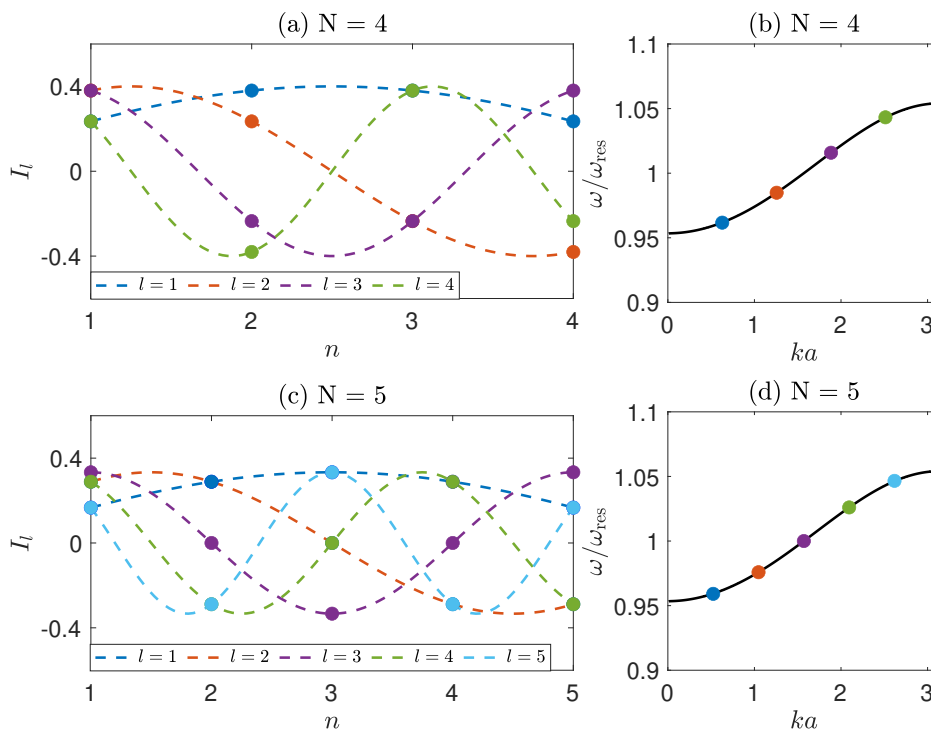 (a) N = 4
0.4
0
-0.4
I_l
l = 1 l = 2 l = 3 l = 4
1 2 3 4
n
(b) N = 4
1.1
1.05
1
0.95
0.9
ω/ω_res
0 1 2 3
ka
(c) N = 5
0.4
0
-0.4
I_l
l = 1 l = 2 l = 3 l = 4 l = 5
1 2 3 4 5
n
(d) N = 5
1.1
1.05
1
0.95
0.9
ω/ω_res
0 1 2 3
ka